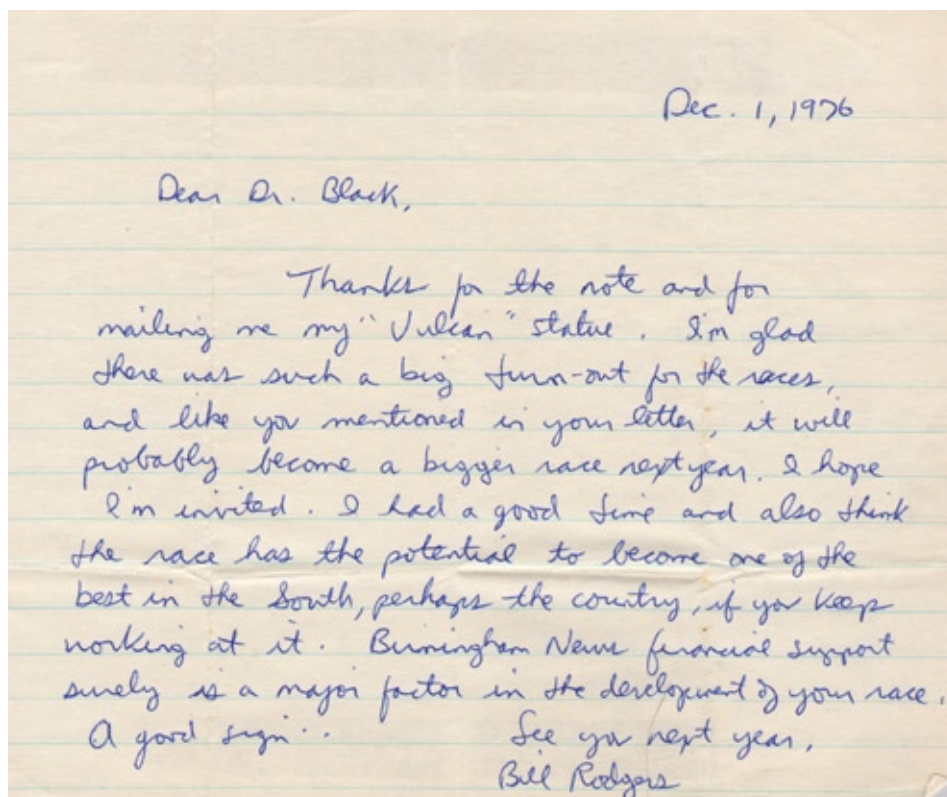 Dec. 1, 1976
Dear Dr. Black,
Thanks for the note and for
mailing me my "Vulcan" statue. I'm glad
there was such a big turn-out for the races,
and like you mentioned in your letter, it will
probably become a bigger race next year. I hope
I'm invited. I had a good time and also think
the race has the potential to become one of the
best in the South, perhaps the country, if you keep
working at it. Birmingham News financial support
surely is a major factor in the development of your race.
A good sign..
See you next year,
Bill Rodgers